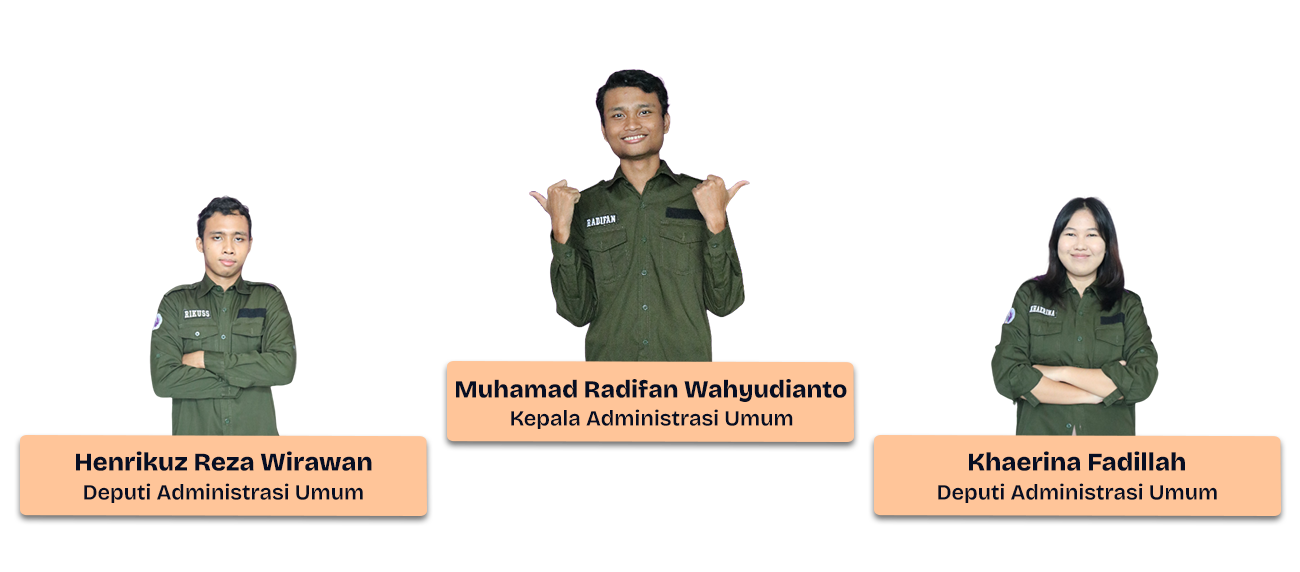 RADIFAN
RIKUSS
KHAERINA
Muhamad Radifan Wahyudianto
Kepala Administrasi Umum
Henrikuz Reza Wirawan
Deputi Administrasi Umum
Khaerina Fadillah
Deputi Administrasi Umum